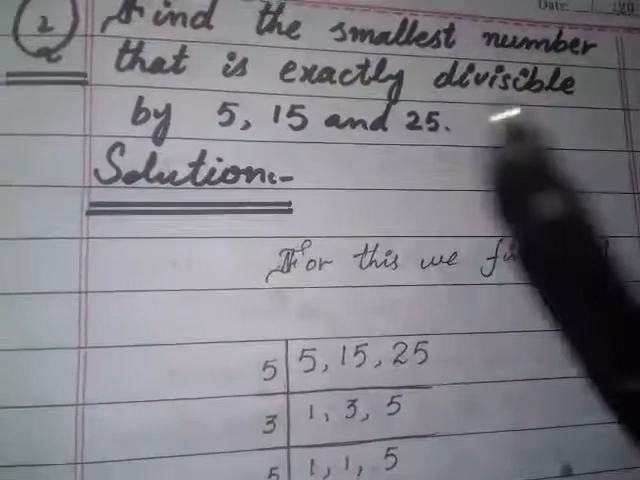 2
Find the smallest number
that is exactly divisible
by 5, 15 and 25.
Solution:-
For this we
5 5, 15, 25
3 1, 3, 5
5 1, 1, 5
Date: